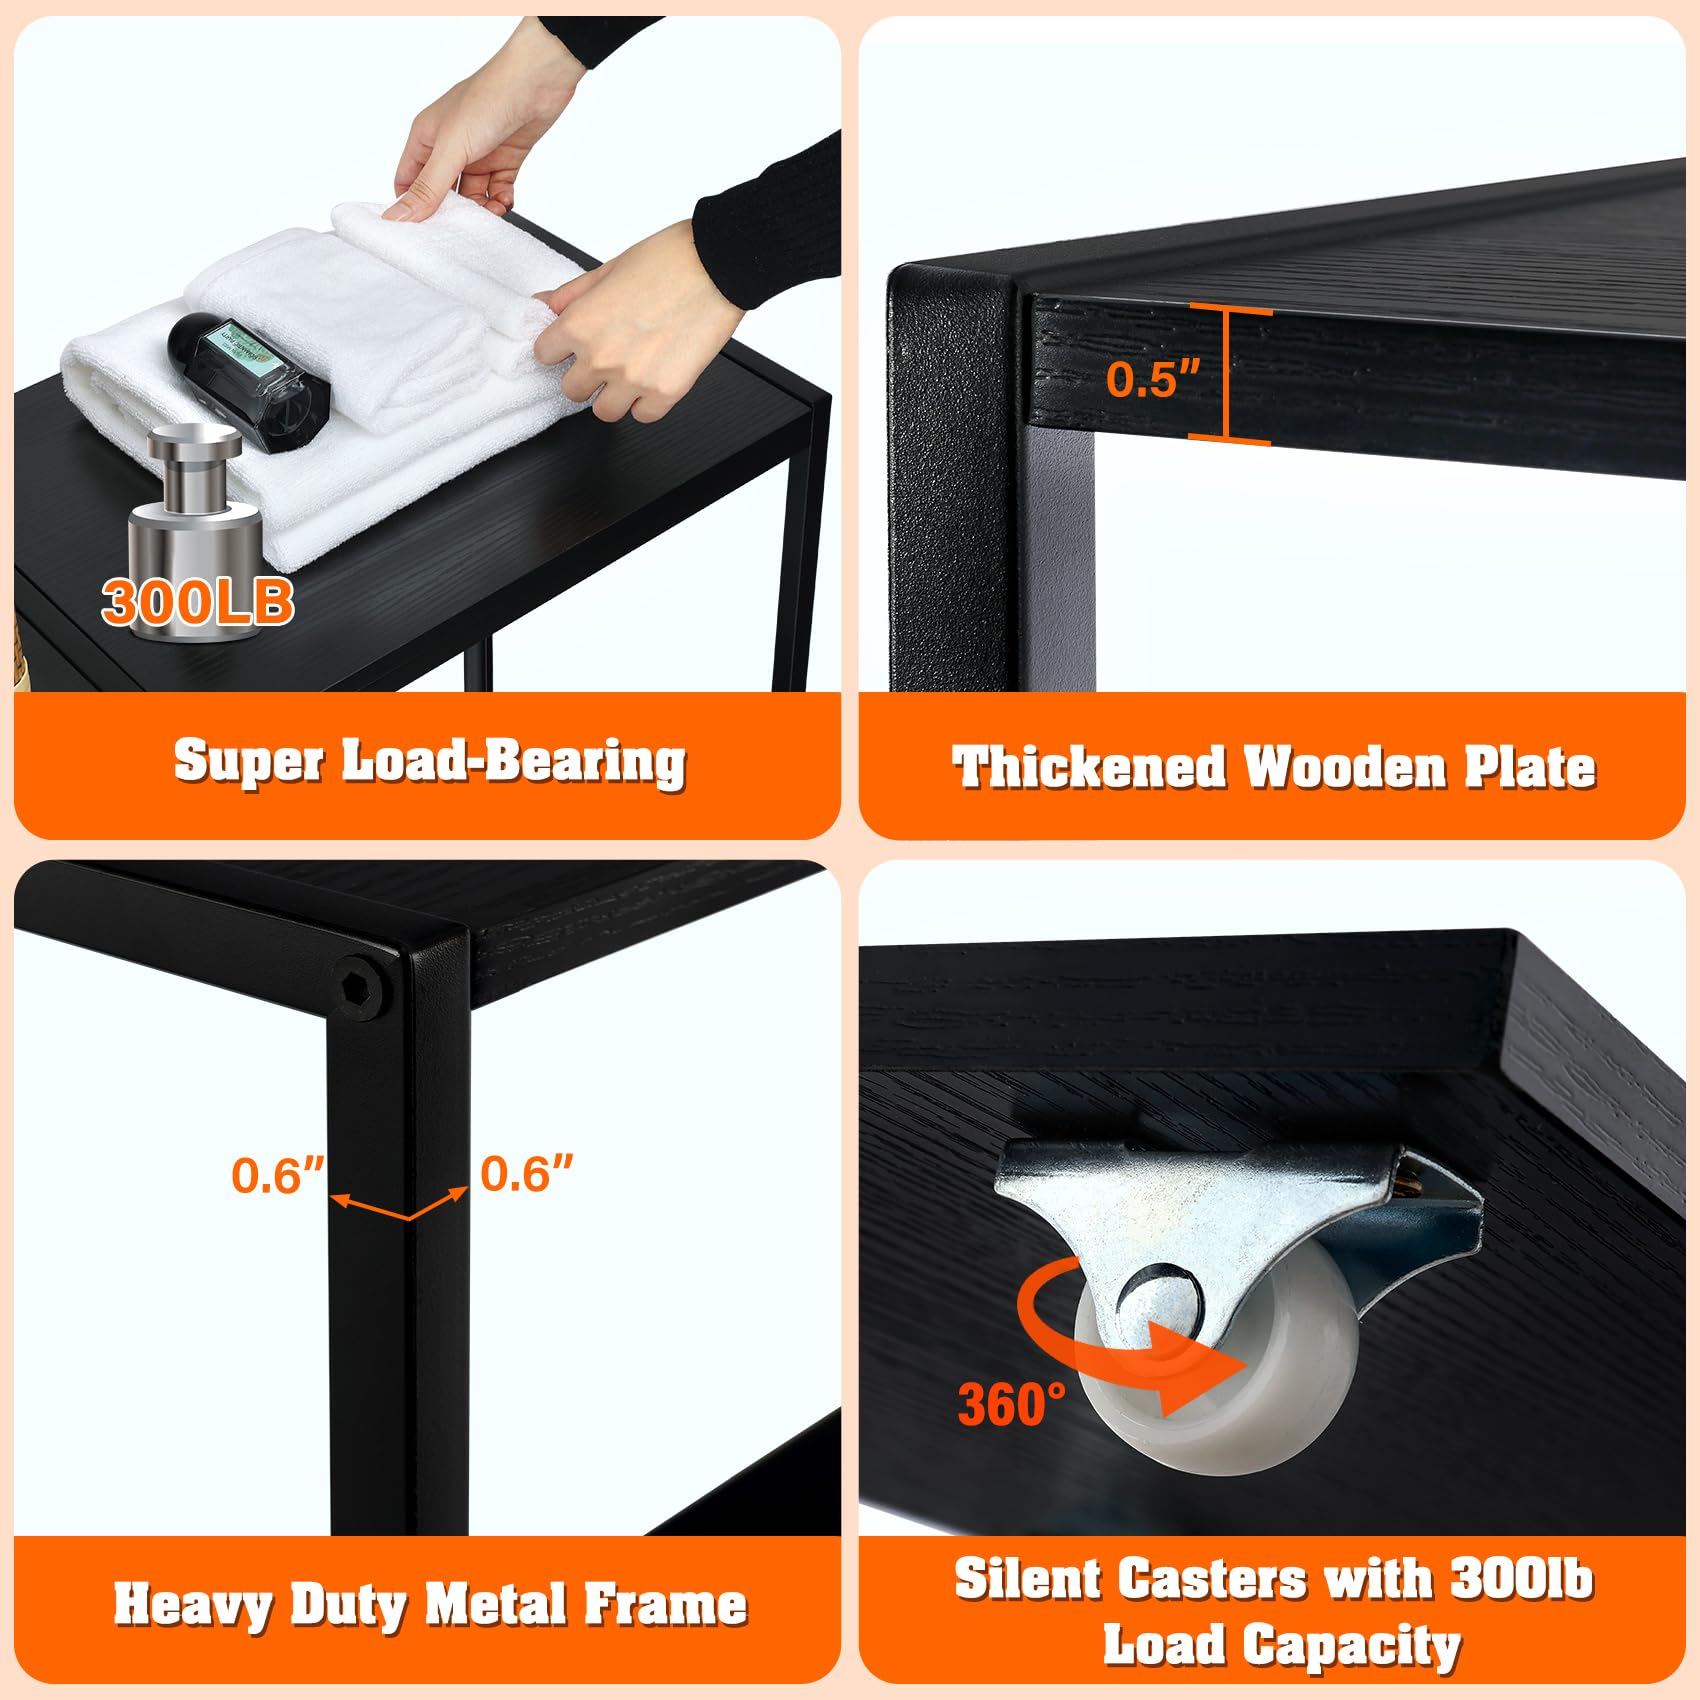 300LB
Super Load-Bearing
0.5"
Thickened Wooden Plate
0.6" 0.6"
Heavy Duty Metal Frame
360°
Silent Casters with 300lb
Load Capacity